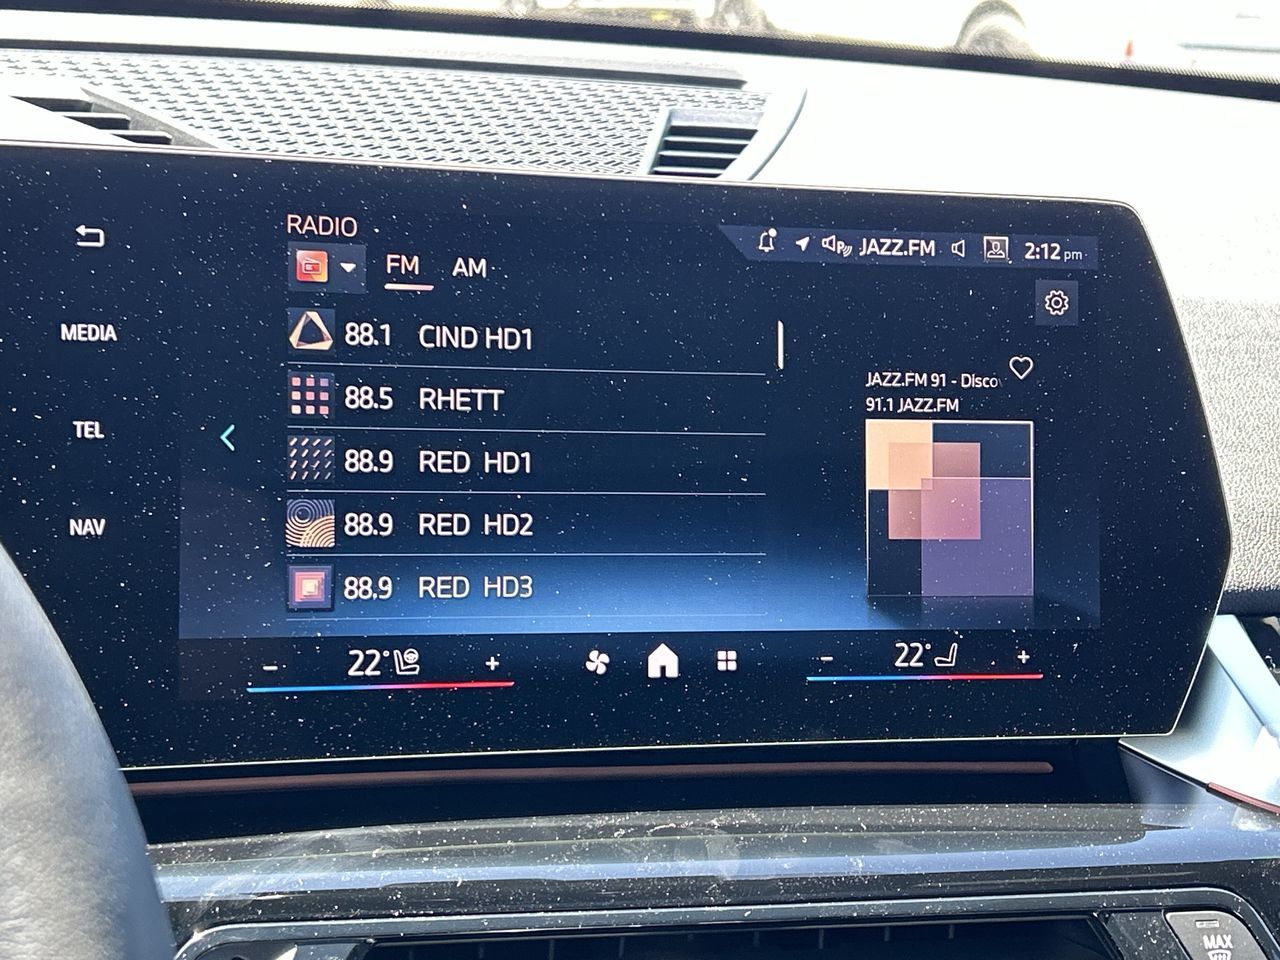 RADIO
FM AM
JAZZ.FM
2:12 pm
MEDIA
TEL
NAV
88.1 CIND HD1
88.5 RHETT
88.9 RED HD1
88.9 RED HD2
88.9 RED HD3
JAZZ.FM 91 - Disco
91.1 JAZZ.FM
- 22° +
- 22° +
MAX